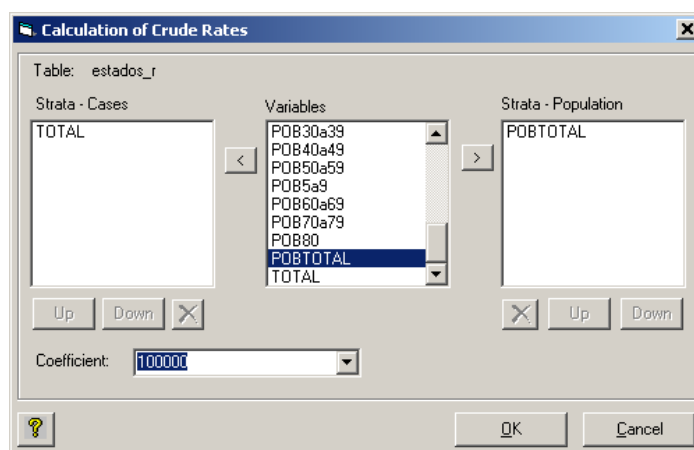 Calculation of Crude Rates
Table: estados_r
Strata - Cases
Variables
Strata - Population
TOTAL
<
POB30a39
POB40a49
POB50a59
POB5a9
POB60a69
POB70a79
POB80
POBTOTAL
TOTAL
>
POBTOTAL
Up
Down
Up
Down
Coefficient:
100000
?
OK
Cancel